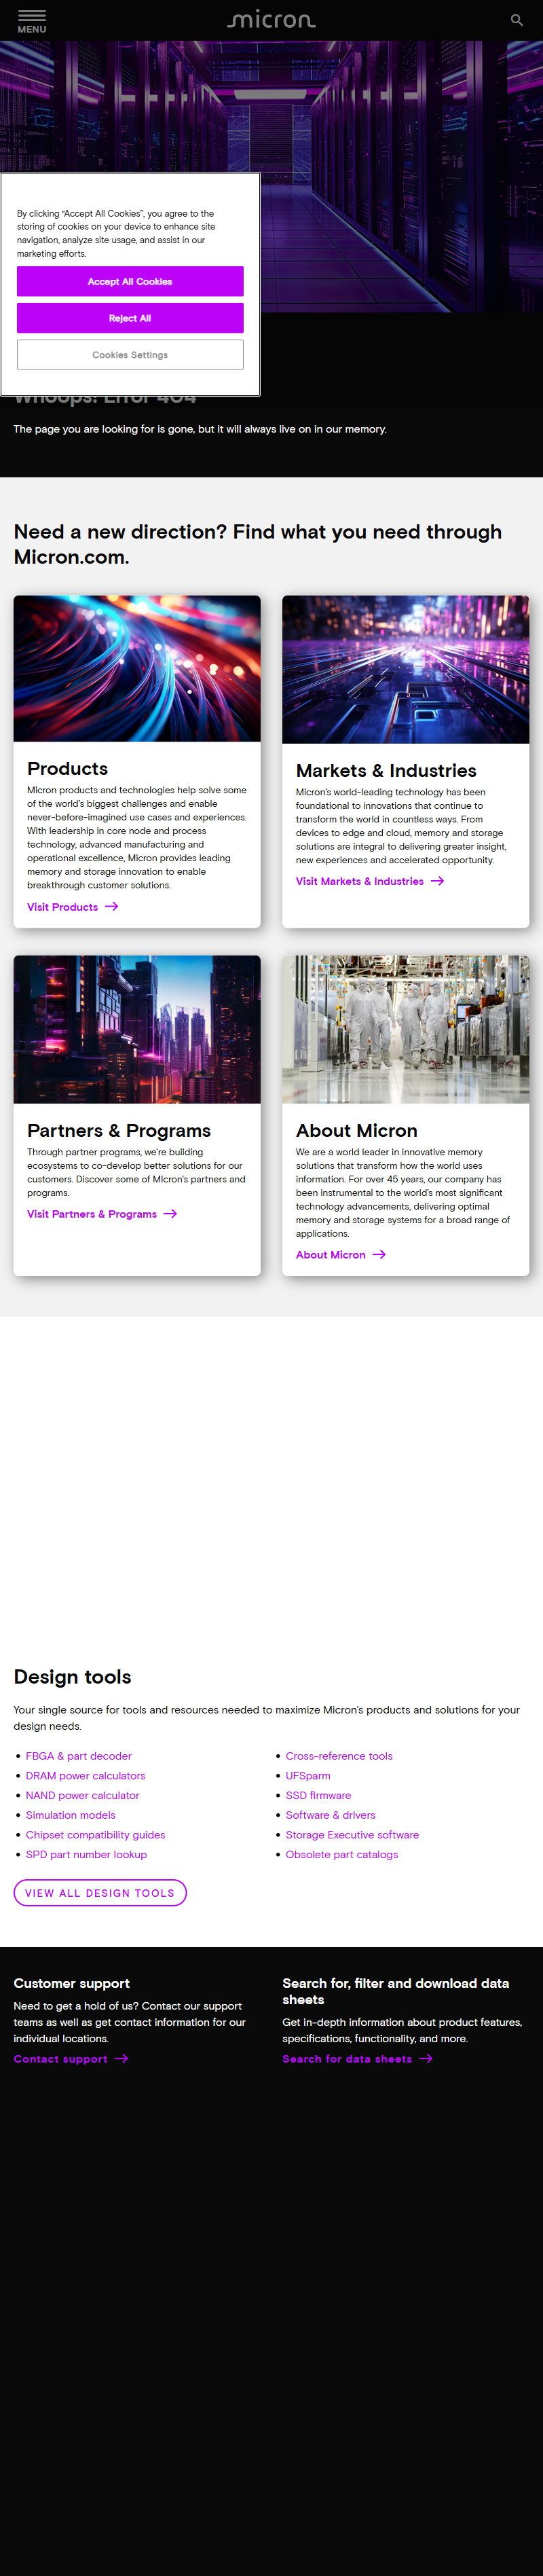 MENU
micron
By clicking “Accept All Cookies”, you agree to the
storing of cookies on your device to enhance site
navigation, analyze site usage, and assist in our
marketing efforts.
Accept All Cookies
Reject All
Cookies Settings
Whoops! Error 404
The page you are looking for is gone, but it will always live on in our memory.
Need a new direction? Find what you need through
Micron.com.
Products
Micron products and technologies help solve some
of the world’s biggest challenges and enable
never-before-imagined use cases and experiences.
With leadership in core node and process
technology, advanced manufacturing and
operational excellence, Micron provides leading
memory and storage innovation to enable
breakthrough customer solutions.
Visit Products
Markets & Industries
Micron’s world-leading technology has been
foundational to innovations that continue to
transform the world in countless ways. From
devices to edge and cloud, memory and storage
solutions are integral to delivering greater insight,
new experiences and accelerated opportunity.
Visit Markets & Industries
Partners & Programs
Through partner programs, we’re building
ecosystems to co-develop better solutions for our
customers. Discover some of MIcron’s partners and
programs.
Visit Partners & Programs
About Micron
We are a world leader in innovative memory
solutions that transform how the world uses
information. For over 45 years, our company has
been instrumental to the world’s most significant
technology advancements, delivering optimal
memory and storage systems for a broad range of
applications.
About Micron
Design tools
Your single source for tools and resources needed to maximize Micron’s products and solutions for your
design needs.
FBGA & part decoder
DRAM power calculators
NAND power calculator
Simulation models
Chipset compatibility guides
SPD part number lookup
Cross-reference tools
UFSparm
SSD firmware
Software & drivers
Storage Executive software
Obsolete part catalogs
VIEW ALL DESIGN TOOLS
Customer support
Need to get a hold of us? Contact our support
teams as well as get contact information for our
individual locations.
Contact support
Search for, filter and download data
sheets
Get in-depth information about product features,
specifications, functionality, and more.
Search for data sheets